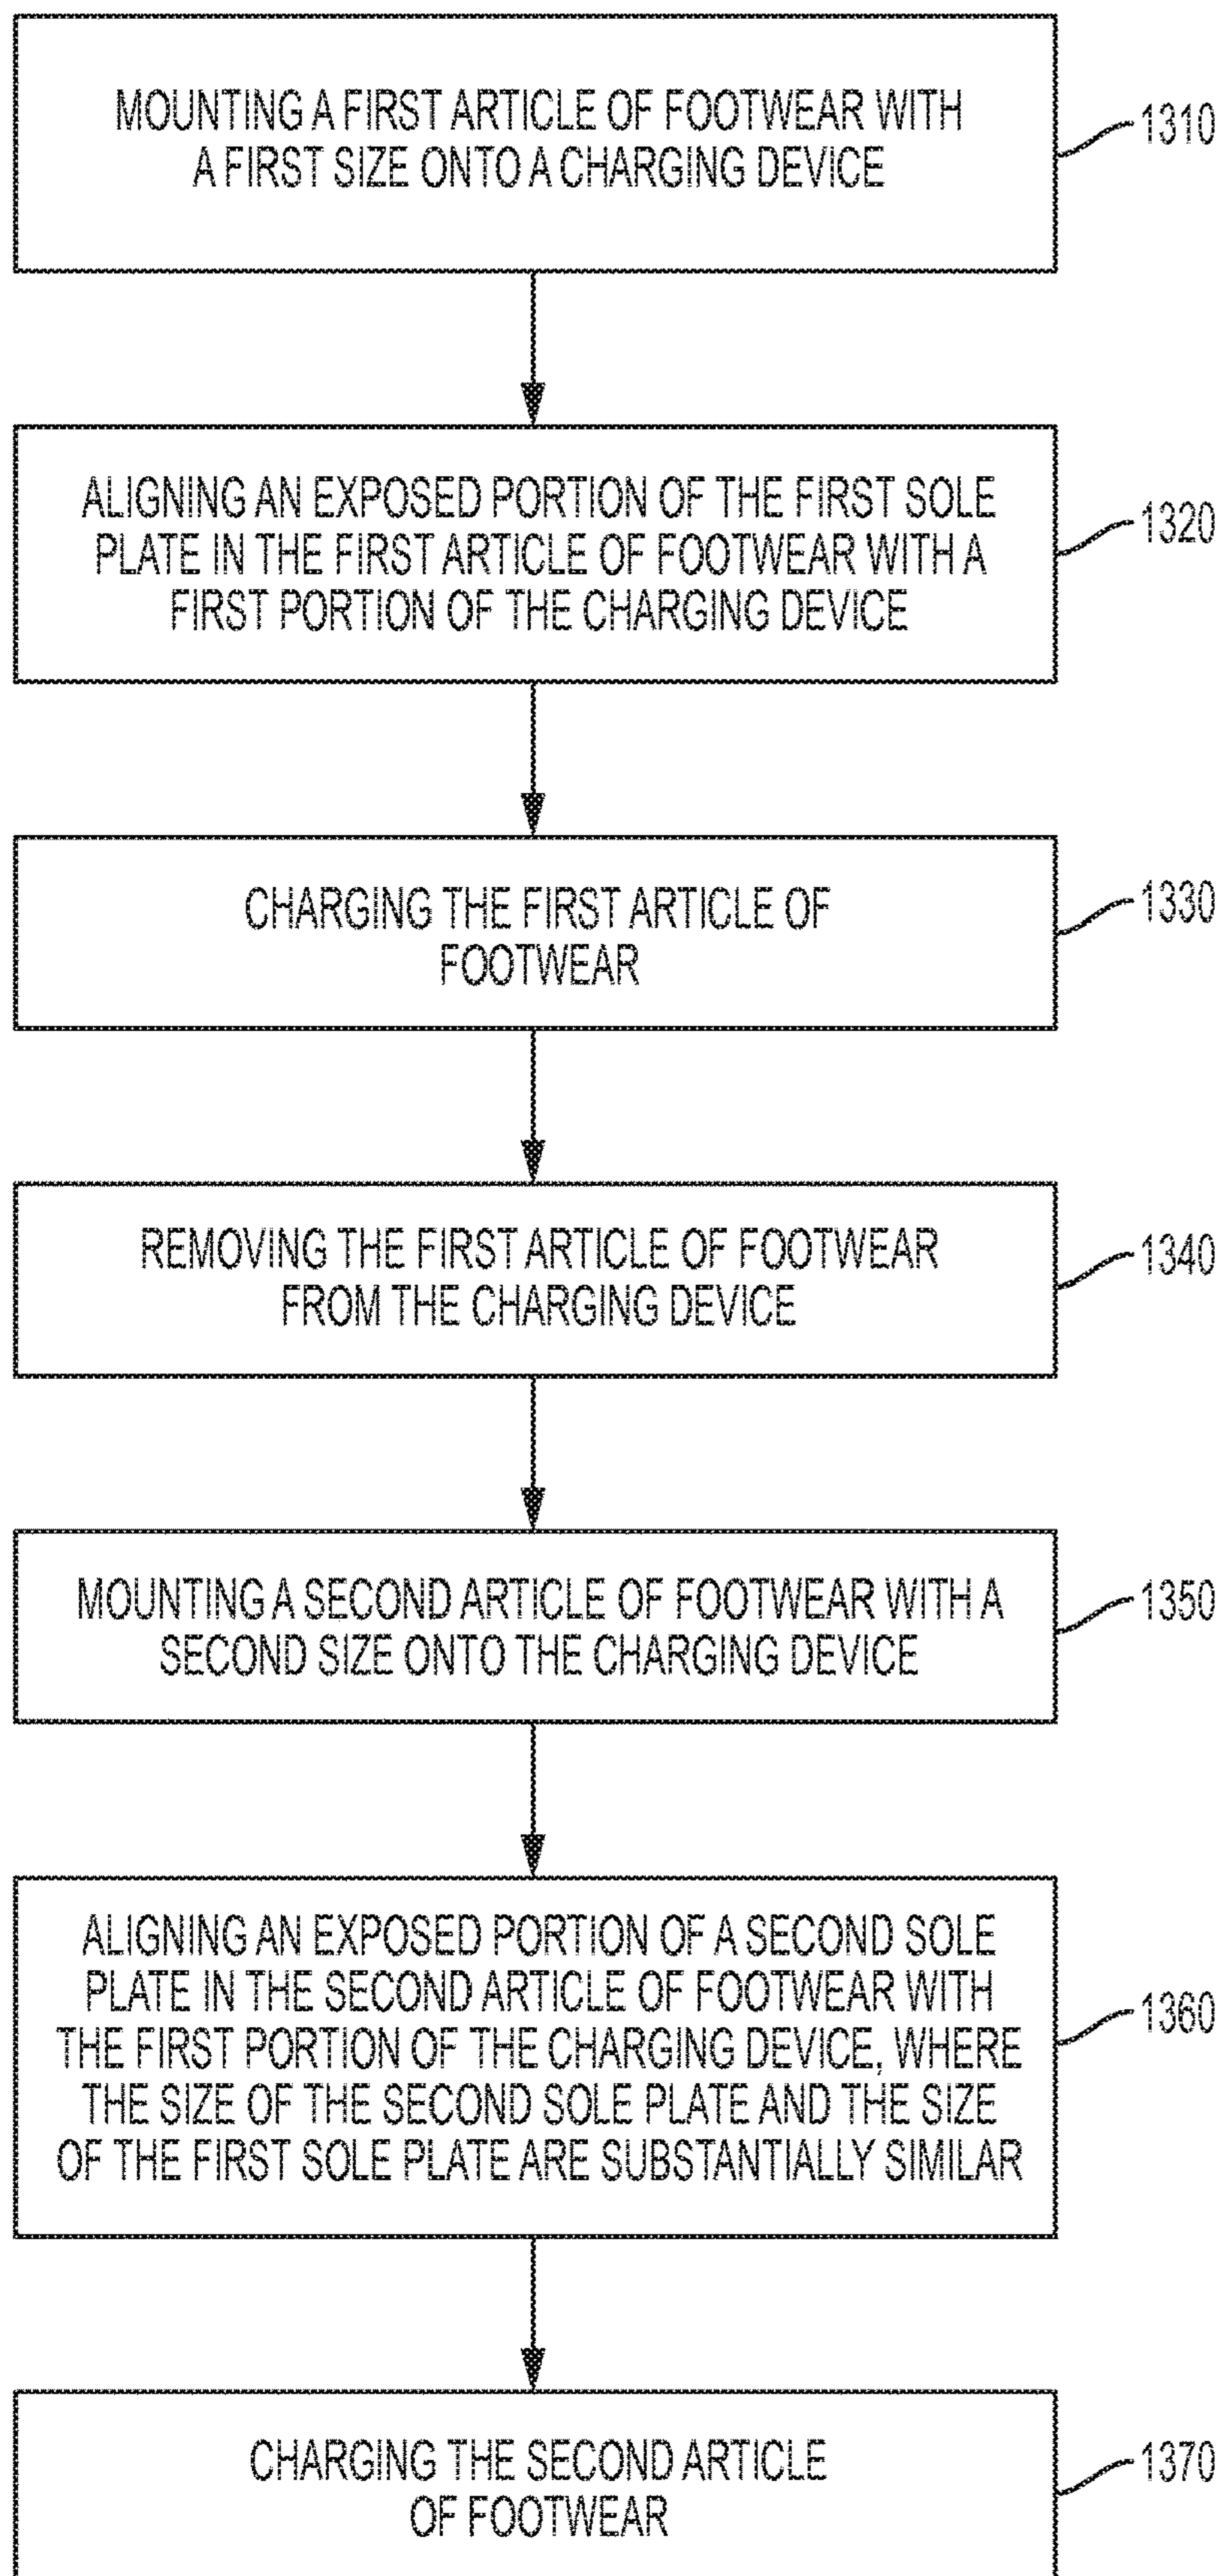 MOUNTING A FIRST ARTICLE OF FOOTWEAR WITH
A FIRST SIZE ONTO A CHARGING DEVICE
1310
ALIGNING AN EXPOSED PORTION OF THE FIRST SOLE
PLATE IN THE FIRST ARTICLE OF FOOTWEAR WITH A
FIRST PORTION OF THE CHARGING DEVICE
1320
CHARGING THE FIRST ARTICLE OF
FOOTWEAR
1330
REMOVING THE FIRST ARTICLE OF FOOTWEAR
FROM THE CHARGING DEVICE
1340
MOUNTING A SECOND ARTICLE OF FOOTWEAR WITH A
SECOND SIZE ONTO THE CHARGING DEVICE
1350
ALIGNING AN EXPOSED PORTION OF A SECOND SOLE
PLATE IN THE SECOND ARTICLE OF FOOTWEAR WITH
THE FIRST PORTION OF THE CHARGING DEVICE, WHERE
THE SIZE OF THE SECOND SOLE PLATE AND THE SIZE
OF THE FIRST SOLE PLATE ARE SUBSTANTIALLY SIMILAR
1360
CHARGING THE SECOND ARTICLE
OF FOOTWEAR
1370